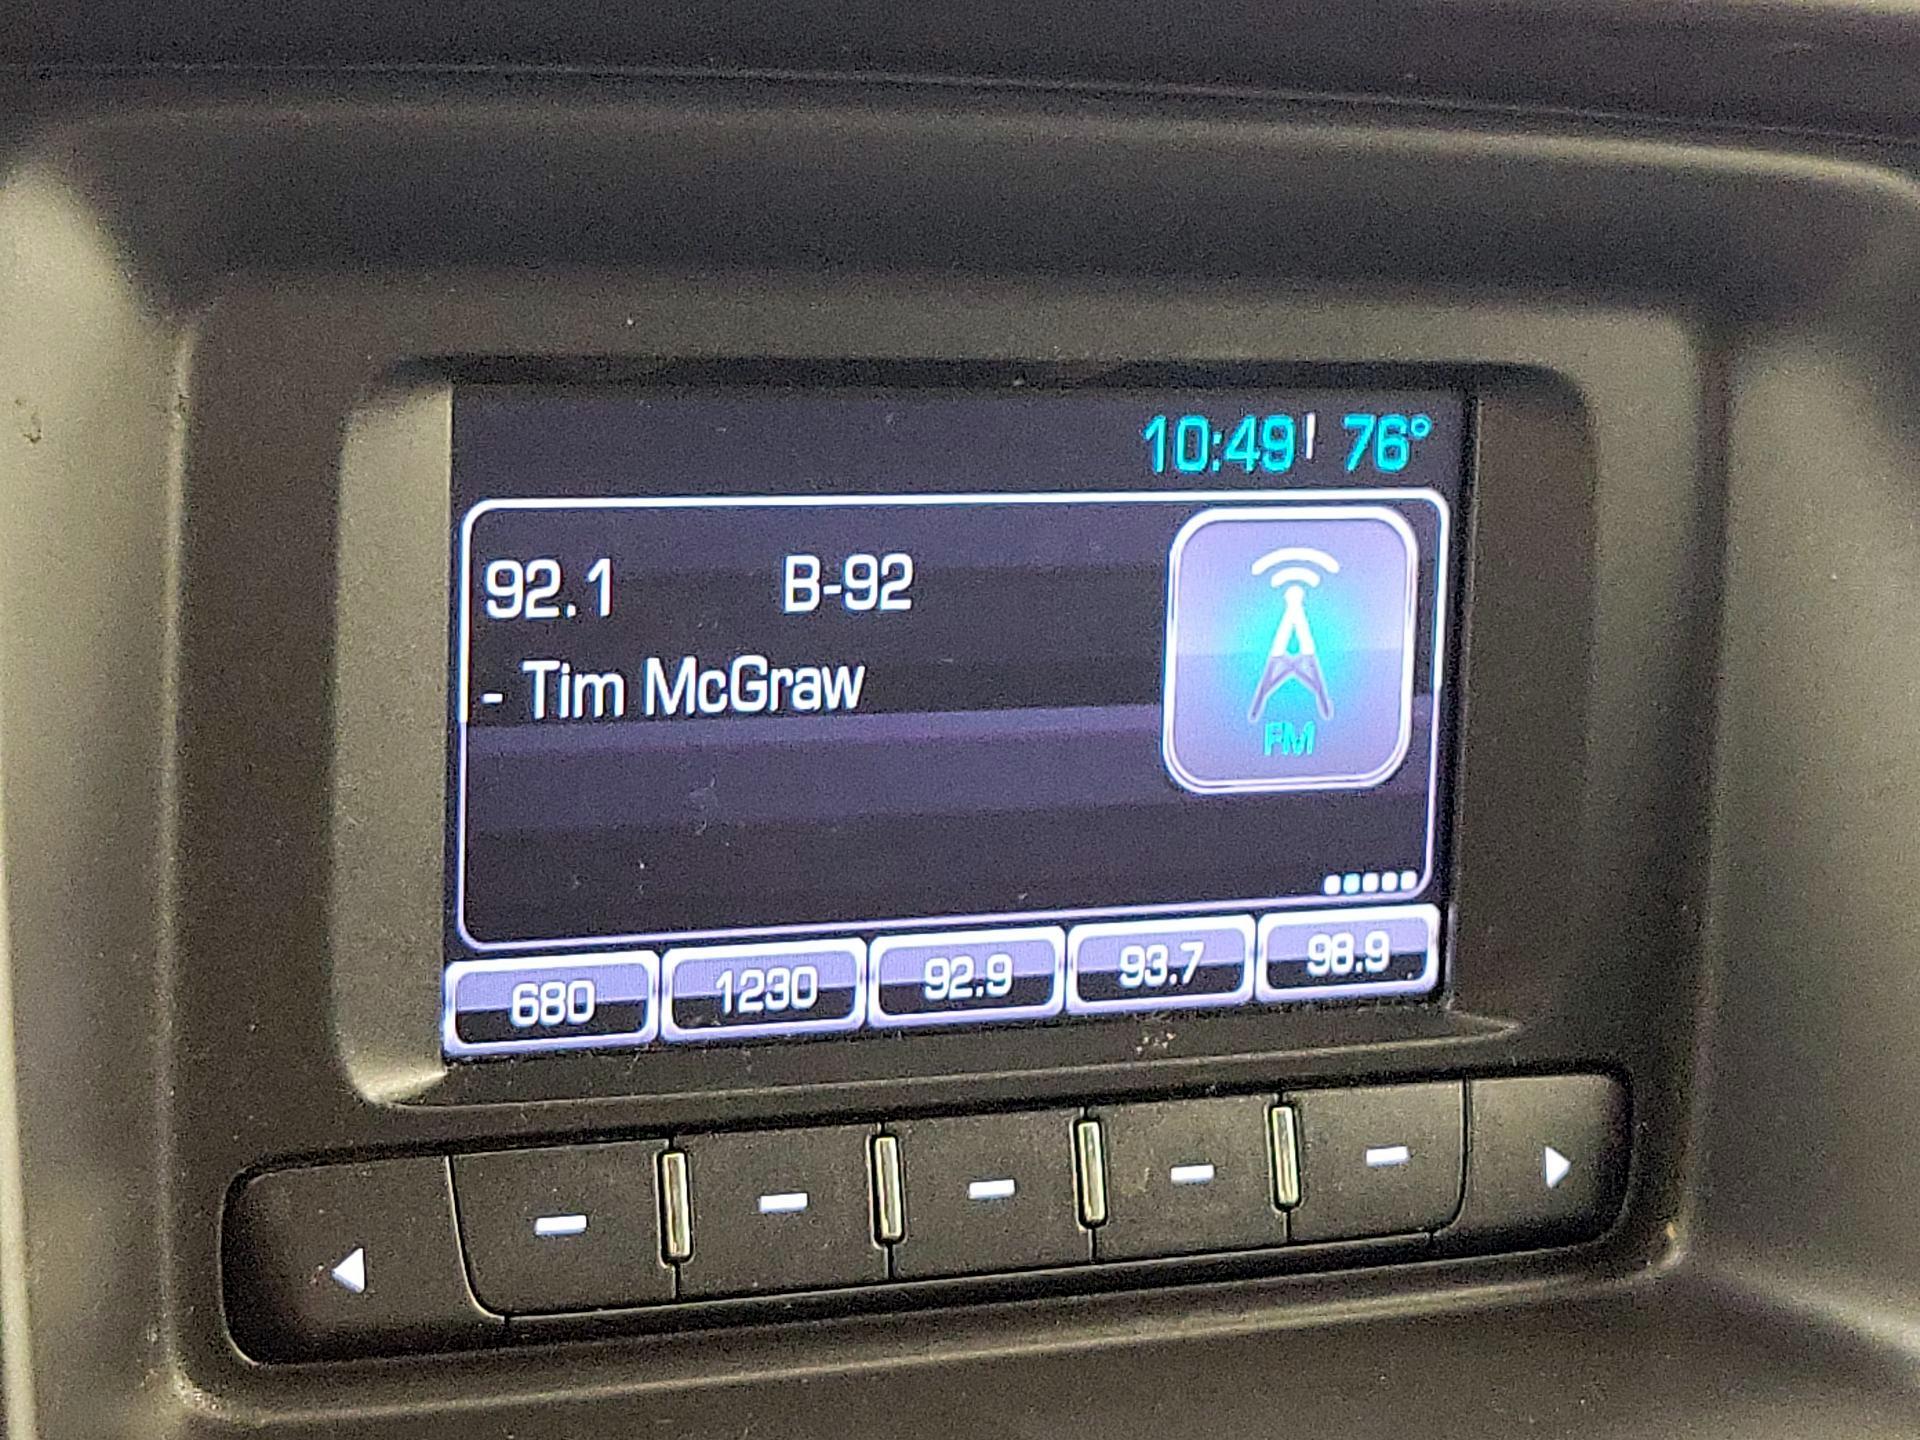 10:49 76°
92.1 B-92
- Tim McGraw
FM
680 1230 92.9 93.7 98.9